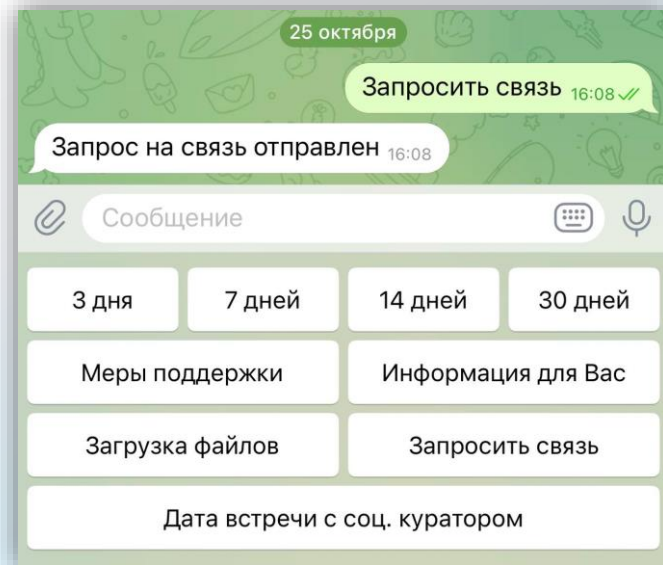 25 октября
Запросить связь 16:08
Запрос на связь отправлен 16:08
Сообщение
3 дня 7 дней 14 дней 30 дней
Меры поддержки Информация для Вас
Загрузка файлов Запросить связь
Дата встречи с соц. куратором